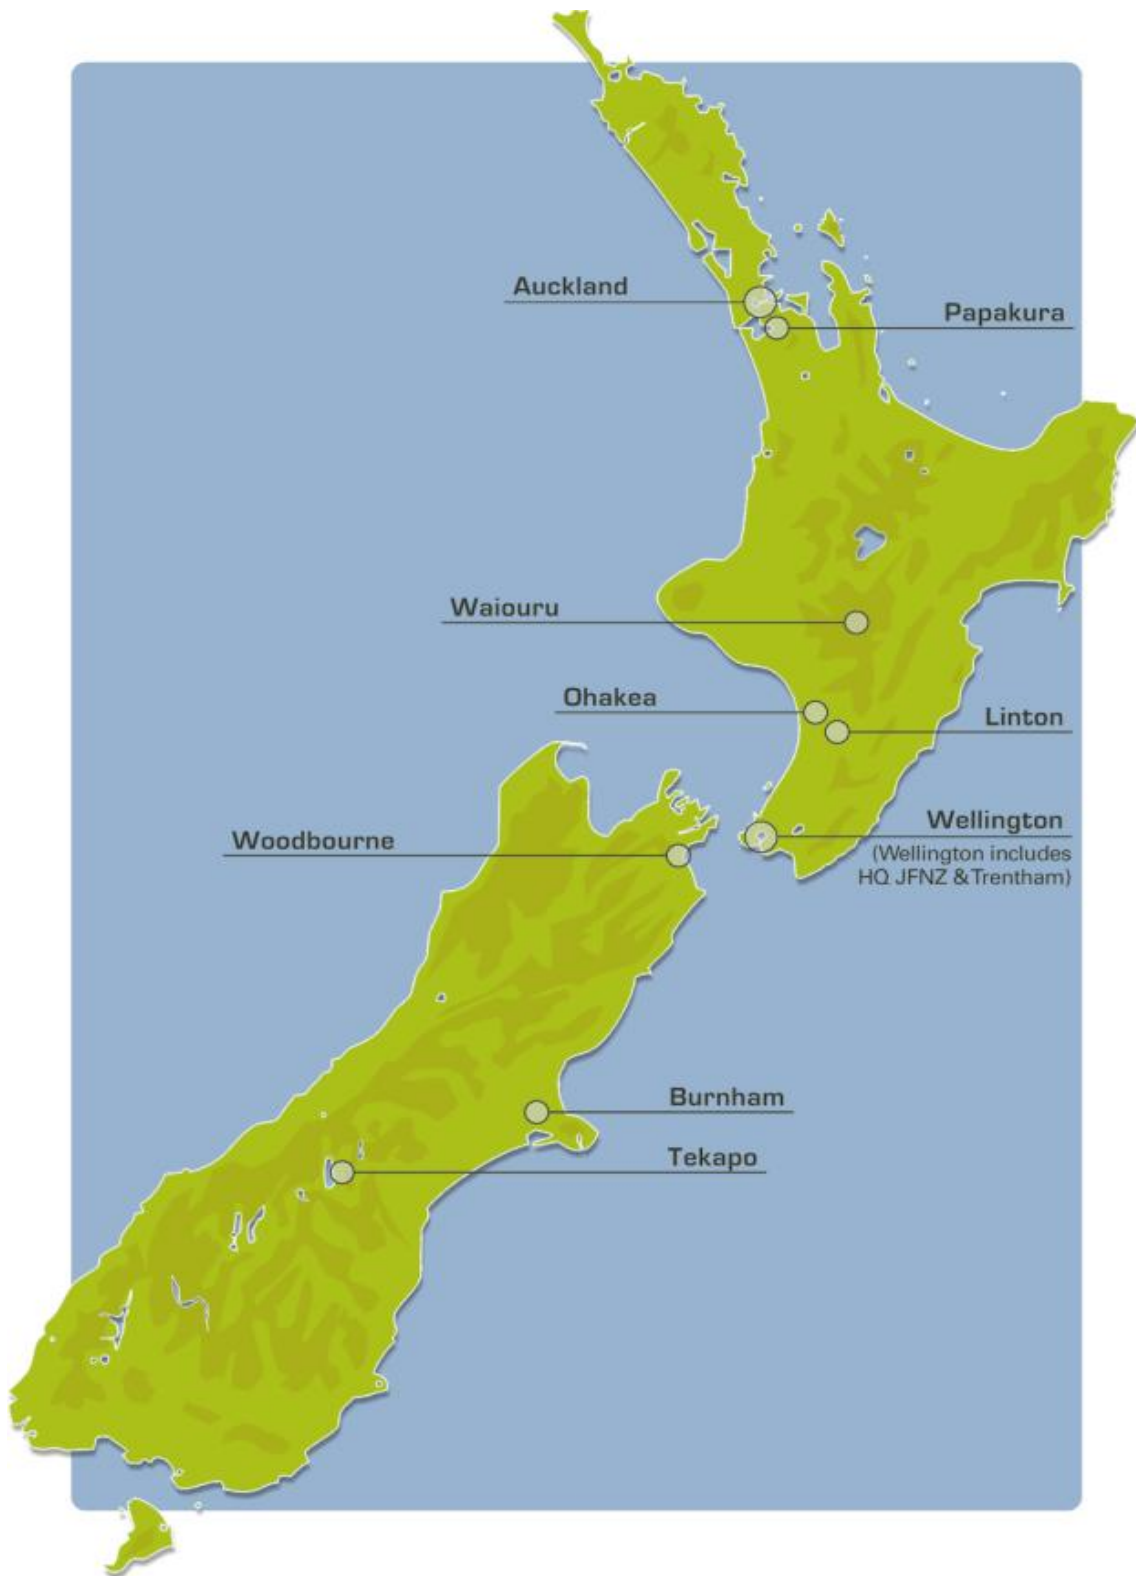 Auckland
Papakura
Waiouru
Ohakea
Linton
Wellington
(Wellington includes
HQ JFNZ & Trentham)
Woodbourne
Burnham
Tekapo